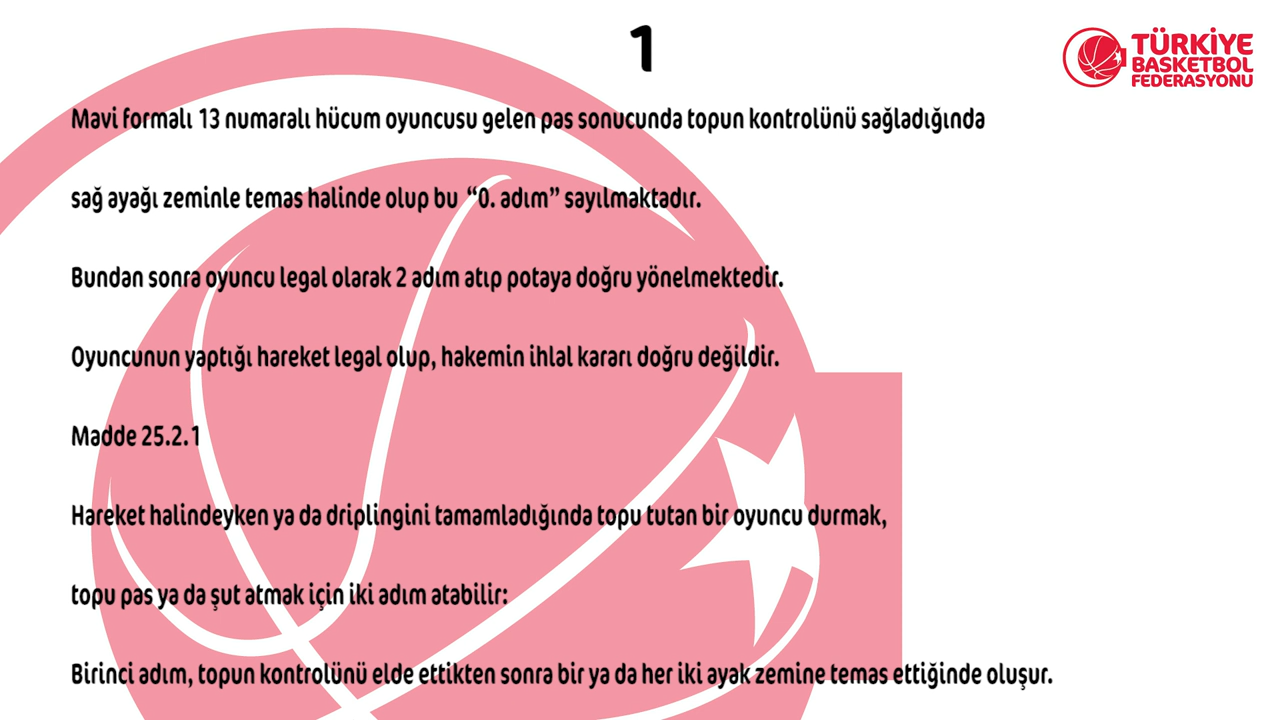 1
TÜRKİYE
BASKETBOL
FEDERASYONU
Mavi formalı 13 numaralı hücum oyuncusu gelen pas sonucunda topun kontrolünü sağladığında
sağ ayağı zeminle temas halinde olup bu “0. adım” sayılmaktadır.
Bundan sonra oyuncu legal olarak 2 adım atıp potaya doğru yönelmektedir.
Oyuncunun yaptığı hareket legal olup, hakemin ihlal kararı doğru değildir.
Madde 25.2.1
Hareket halindeyken ya da driplingini tamamladığında topu tutan bir oyuncu durmak,
topu pas ya da şut atmak için iki adım atabilir:
Birinci adım, topun kontrolünü elde ettikten sonra bir ya da her iki ayak zemine temas ettiğinde oluşur.